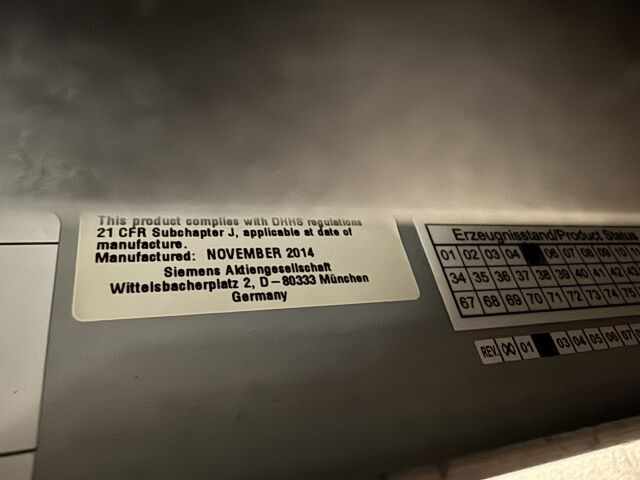 This product complies with DHHS regulations
21 CFR Subchapter J, applicable at date of
manufacture.
Manufactured: NOVEMBER 2014
Siemens Aktiengesellschaft
Wittelsbacherplatz 2, D-80333 München
Germany
Erzeugnisstand/Product Status
01 02 03 04 06 07 08 09 10
34 35 36 37 38 39 40 41 42
67 68 69 70 71 72 73 74 75
REV. 00 01 03 04 05 06 07